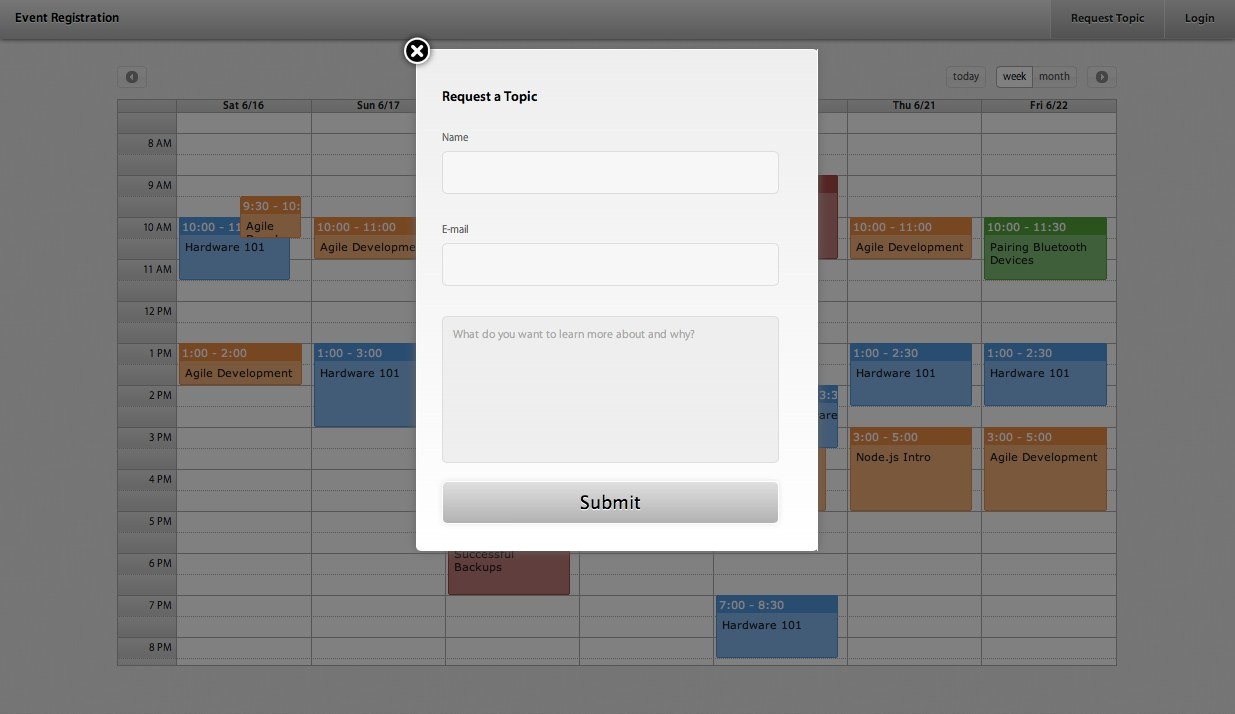 Event Registration
Request Topic
Login
today
week
month
Sat 6/16
Sun 6/17
Thu 6/21
Fri 6/22
8 AM
9 AM
10 AM
11 AM
12 PM
1 PM
2 PM
3 PM
4 PM
5 PM
6 PM
7 PM
8 PM
9:30 - 10:
Agile
10:00 - 11
Hardware 101
1:00 - 2:00
Agile Development
10:00 - 11:00
Agile Developme
1:00 - 3:00
Hardware 101
Successful
Backups
3:3
are
7:00 - 8:30
Hardware 101
10:00 - 11:00
Agile Development
1:00 - 2:30
Hardware 101
3:00 - 5:00
Node.js Intro
10:00 - 11:30
Pairing Bluetooth
Devices
1:00 - 2:30
Hardware 101
3:00 - 5:00
Agile Development
Request a Topic
Name
E-mail
What do you want to learn more about and why?
Submit